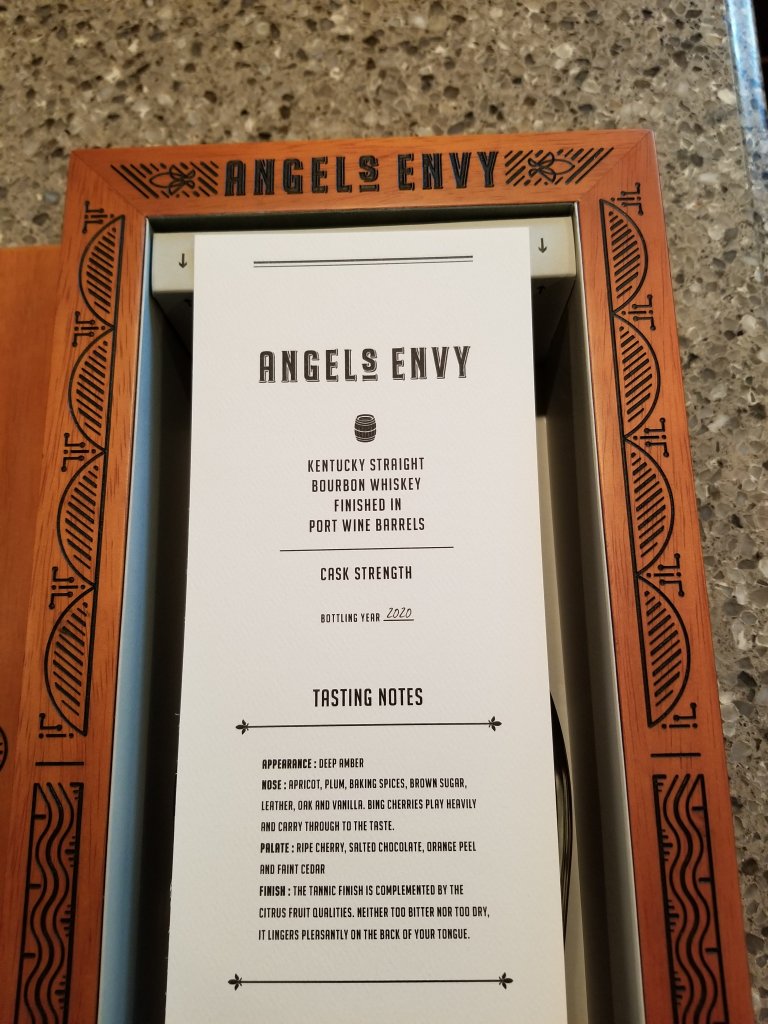 ANGELS ENVY
ANGELS ENVY
KENTUCKY STRAIGHT
BOURBON WHISKEY
FINISHED IN
PORT WINE BARRELS
CASK STRENGTH
BOTTLING YEAR 2020
TASTING NOTES
APPEARANCE : DEEP AMBER
NOSE : APRICOT, PLUM, BAKING SPICES, BROWN SUGAR,
LEATHER, OAK AND VANILLA. BING CHERRIES PLAY HEAVILY
AND CARRY THROUGH TO THE TASTE.
PALATE : RIPE CHERRY, SALTED CHOCOLATE, ORANGE PEEL
AND FAINT CEDAR
FINISH : THE TANNIC FINISH IS COMPLEMENTED BY THE
CITRUS FRUIT QUALITIES. NEITHER TOO BITTER NOR TOO DRY,
IT LINGERS PLEASANTLY ON THE BACK OF YOUR TONGUE.